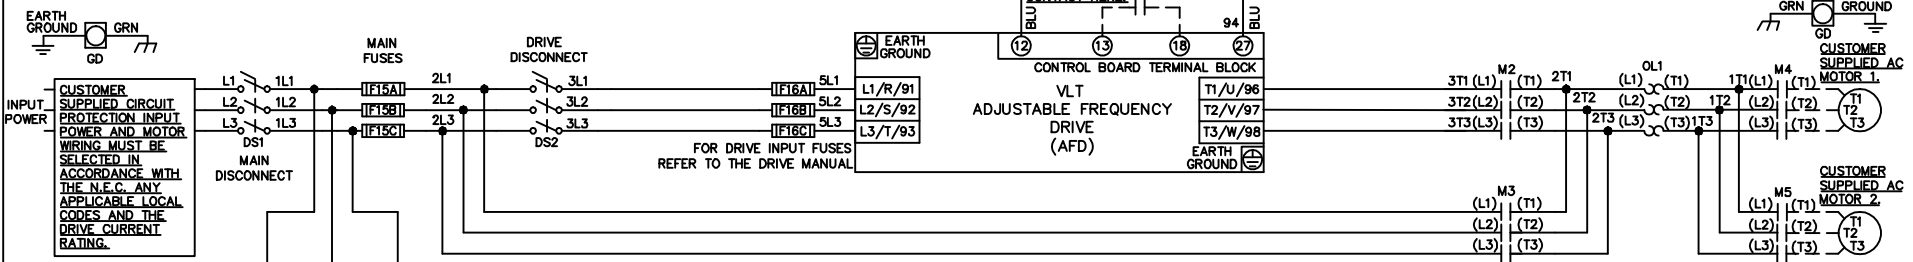 EARTH
GROUND
GRN
GD
INPUT
POWER
CUSTOMER
SUPPLIED CIRCUIT
PROTECTION INPUT
POWER AND MOTOR
WIRING MUST BE
SELECTED IN
ACCORDANCE WITH
THE N.E.C. ANY
APPLICABLE LOCAL
CODES AND THE
DRIVE CURRENT
RATING.
L1 1L1
L2 1L2
L3 1L3
DS1
MAIN
DISCONNECT
MAIN
FUSES
F15A
F15B
F15C
2L1
2L2
2L3
DRIVE
DISCONNECT
3L1
3L2
3L3
DS2
F16A 5L1
F16B 5L2
F16C 5L3
FOR DRIVE INPUT FUSES
REFER TO THE DRIVE MANUAL
BLU
94
BLU
EARTH
GROUND
12
13
18
27
CONTROL BOARD TERMINAL BLOCK
L1/R/91
L2/S/92
L3/T/93
VLT
ADJUSTABLE FREQUENCY
DRIVE
(AFD)
T1/U/96
T2/V/97
T3/W/98
EARTH
GROUND
M2
3T1 (L1) (T1) 2T1
3T2(L2) (T2) 2T2
3T3(L3) (T3) 2T3
M3
(L1) (T1)
(L2) (T2)
(L3) (T3)
OL1
(L1) (T1) 1T1
(L2) (T2) 1T2
(L3) (T3) 1T3
M4
(L1) (T1)
(L2) (T2)
(L3) (T3)
GRN
GROUND
GD
CUSTOMER
SUPPLIED AC
MOTOR 1.
T1
T2
T3
M5
(L1) (T1)
(L2) (T2)
(L3) (T3)
CUSTOMER
SUPPLIED AC
MOTOR 2.
T1
T2
T3